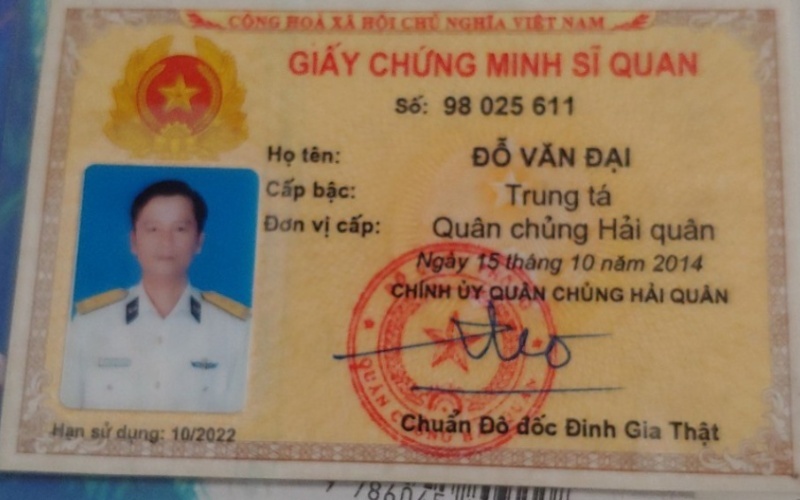 CỘNG HOÀ XÃ HỘI CHỦ NGHĨA VIỆT NAM
GIẤY CHỨNG MINH SĨ QUAN
Số: 98 025 611
Họ tên: ĐỖ VĂN ĐẠI
Cấp bậc: Trung tá
Đơn vị cấp: Quân chủng Hải quân
Ngày 15 tháng 10 năm 2014
CHÍNH ỦY QUÂN CHỦNG HẢI QUÂN
QUÂN CHỦNG
Chuẩn Đô đốc Đinh Gia Thật
Hạn sử dụng: 10/2022